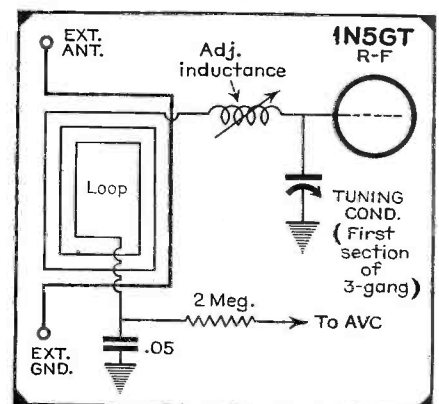 EXT.
ANT.
Adj.
inductance
1N5GT
R-F
Loop
TUNING
COND.
(First
section
of
3-gang)
2 Meg.
To AVC
.05
EXT.
GND.